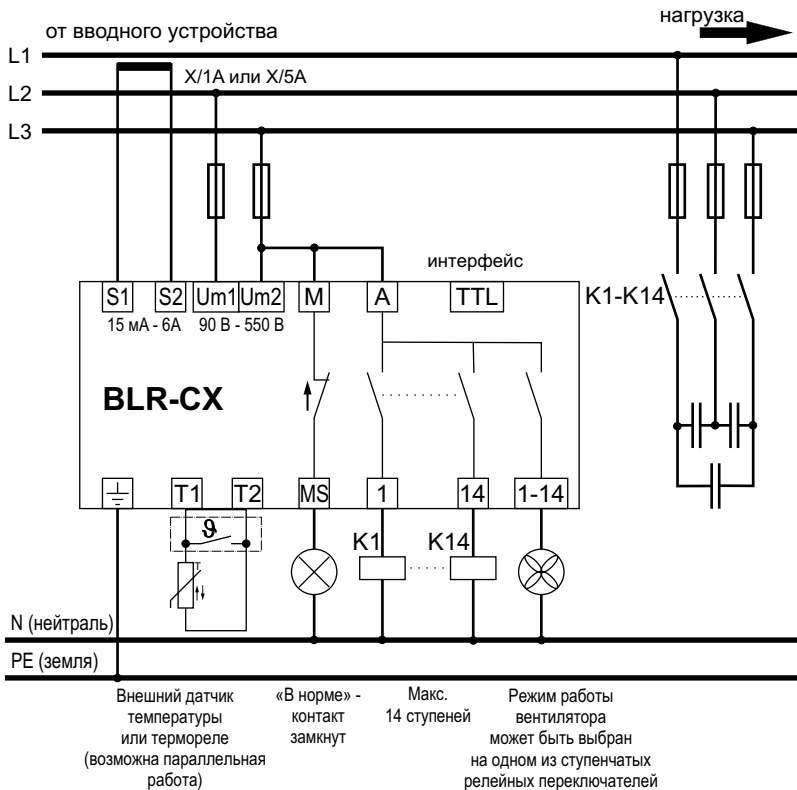 от вводного устройства
нагрузка
L1
X/1A или X/5A
L2
L3
интерфейс
S1 S2 Um1 Um2 M A TTL
K1-K14
15 мА - 6А 90 В - 550 В
BLR-CX
T1 T2 MS 1 14 1-14
ϑ
K1 K14
N (нейтраль)
PE (земля)
Внешний датчик
температуры
или термореле
(возможна параллельная
работа)
«В норме» -
контакт
замкнут
Макс.
14 ступеней
Режим работы
вентилятора
может быть выбран
на одном из ступенчатых
релейных переключателей